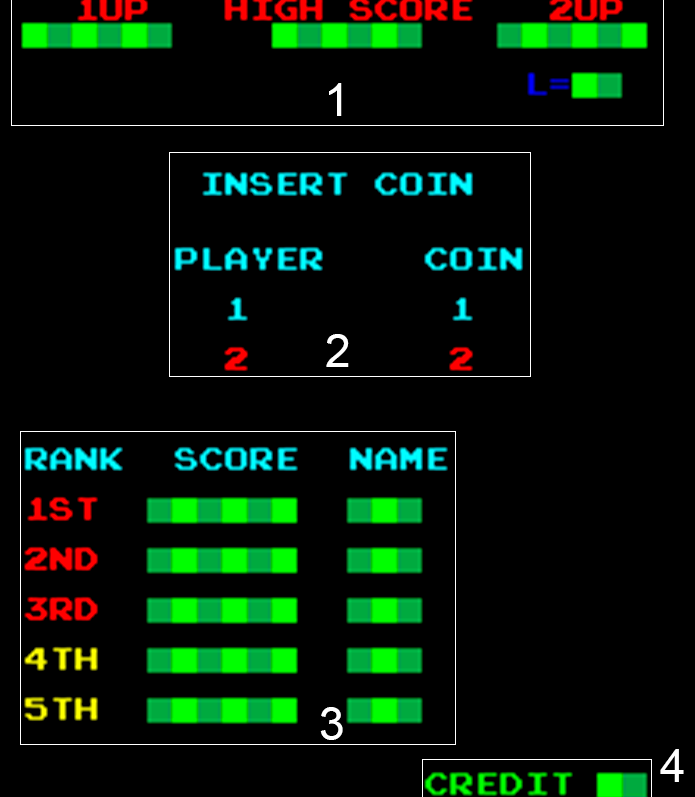 1UP HIGH SCORE 2UP
L=
1
INSERT COIN
PLAYER COIN
1 1
2 2
2
RANK SCORE NAME
1ST
2ND
3RD
4TH
5TH
3
4
CREDIT